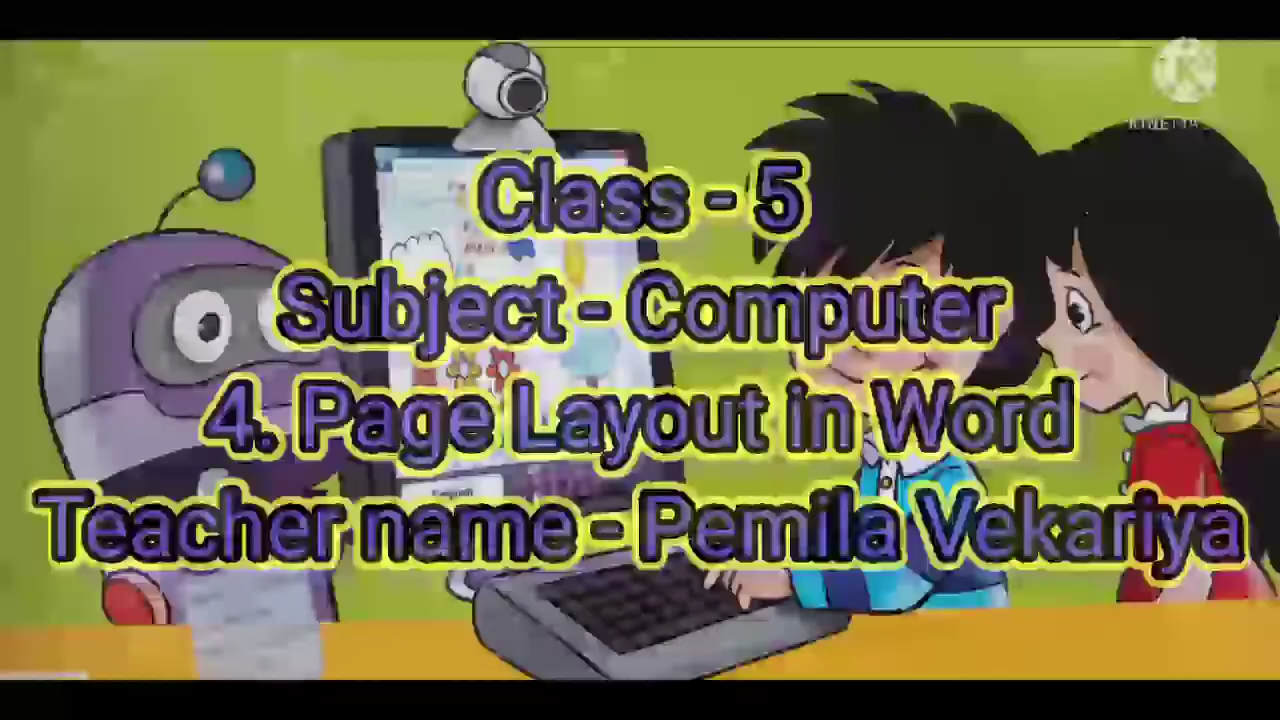 Class - 5
Subject - Computer
4. Page Layout in Word
Teacher name - Pemila Vekariya